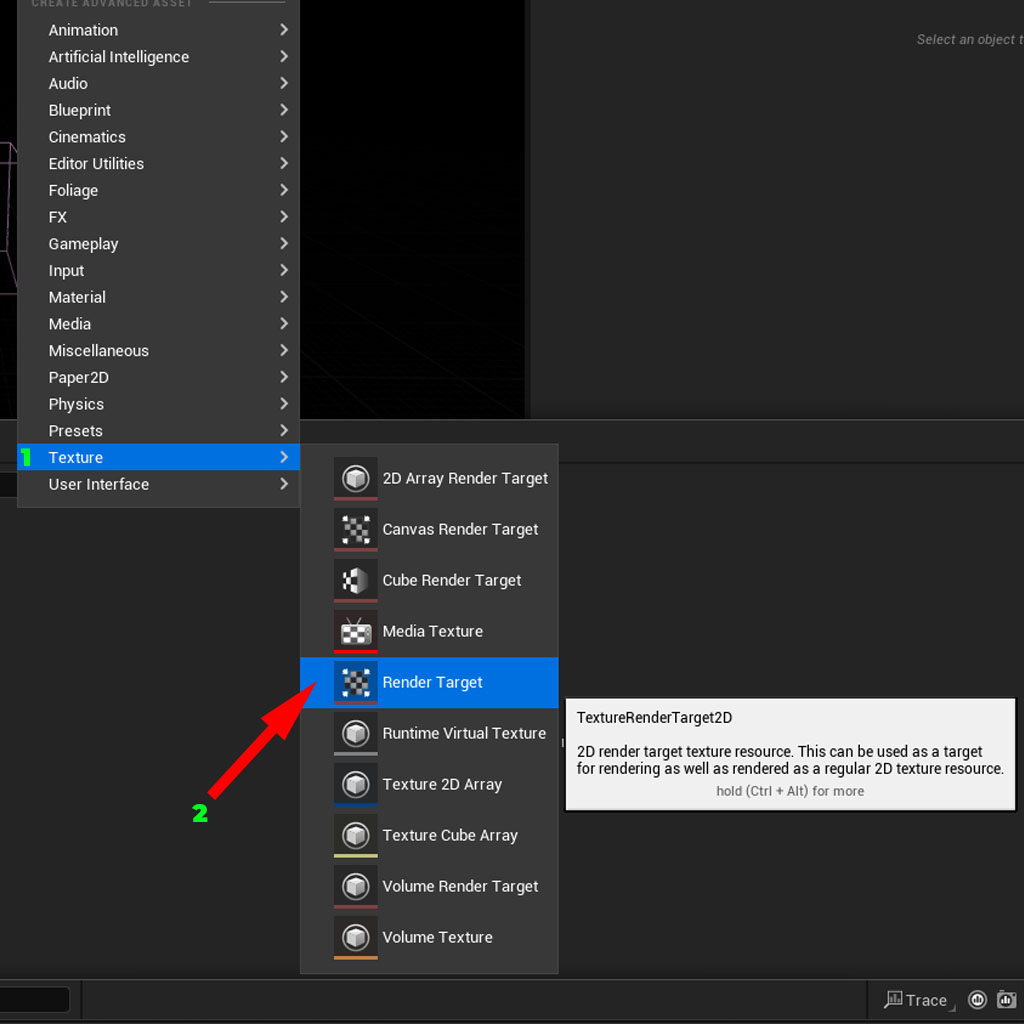 CREATE ADVANCED ASSET
Select an object t
Animation
Artificial Intelligence
Audio
Blueprint
Cinematics
Editor Utilities
Foliage
FX
Gameplay
Input
Material
Media
Miscellaneous
Paper2D
Physics
Presets
1 Texture
User Interface
2D Array Render Target
Canvas Render Target
Cube Render Target
Media Texture
Render Target
2
Runtime Virtual Texture
Texture 2D Array
Texture Cube Array
Volume Render Target
Volume Texture
TextureRenderTarget2D
2D render target texture resource. This can be used as a target
for rendering as well as rendered as a regular 2D texture resource.
hold (Ctrl + Alt) for more
Trace